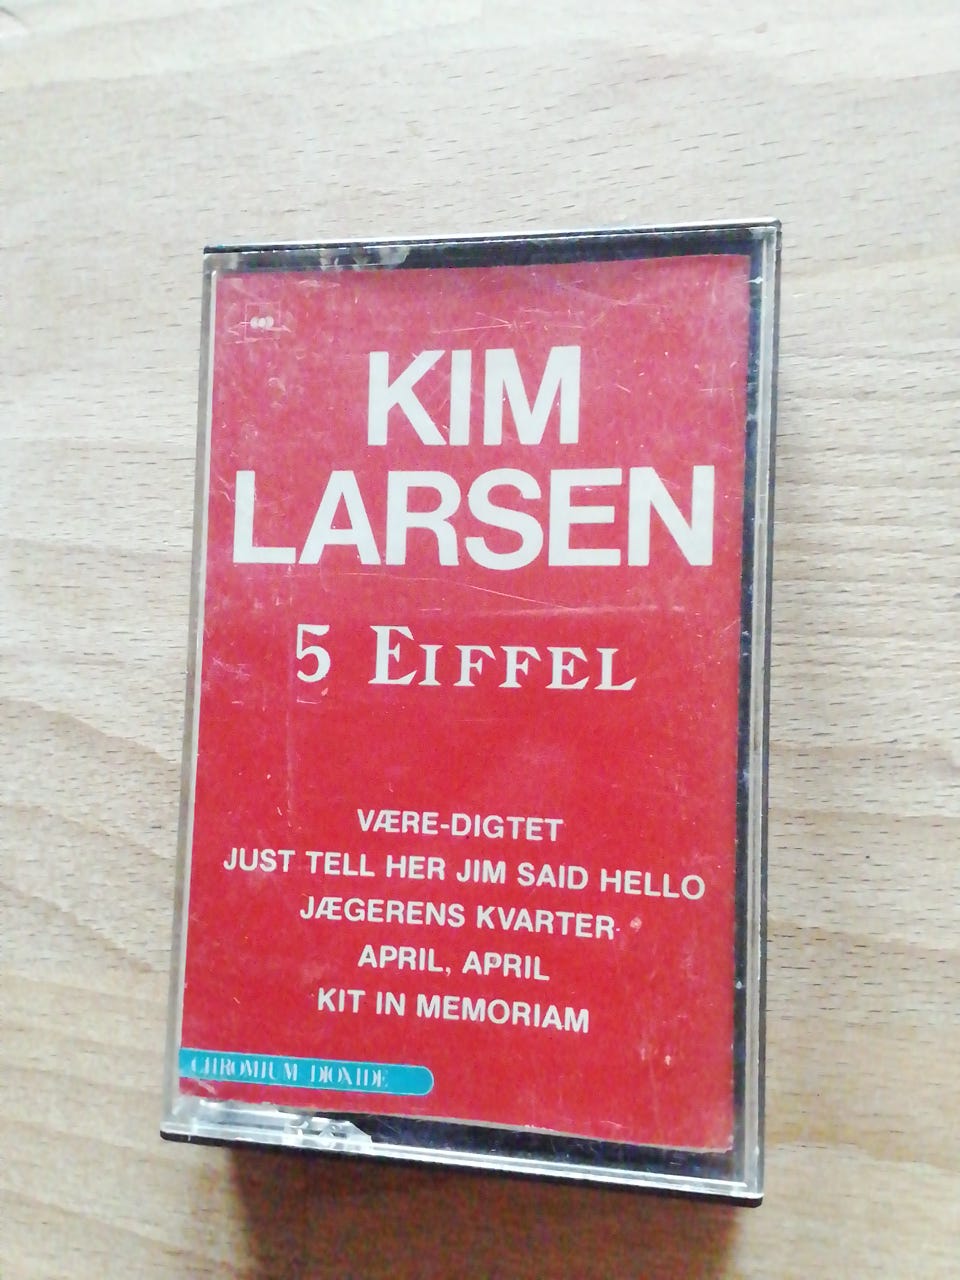 KIM
LARSEN
5 EIFFEL
VÆRE-DIGTET
JUST TELL HER JIM SAID HELLO
JÆGERENS KVARTER
APRIL, APRIL
KIT IN MEMORIAM
CHROMIUM DIOXIDE